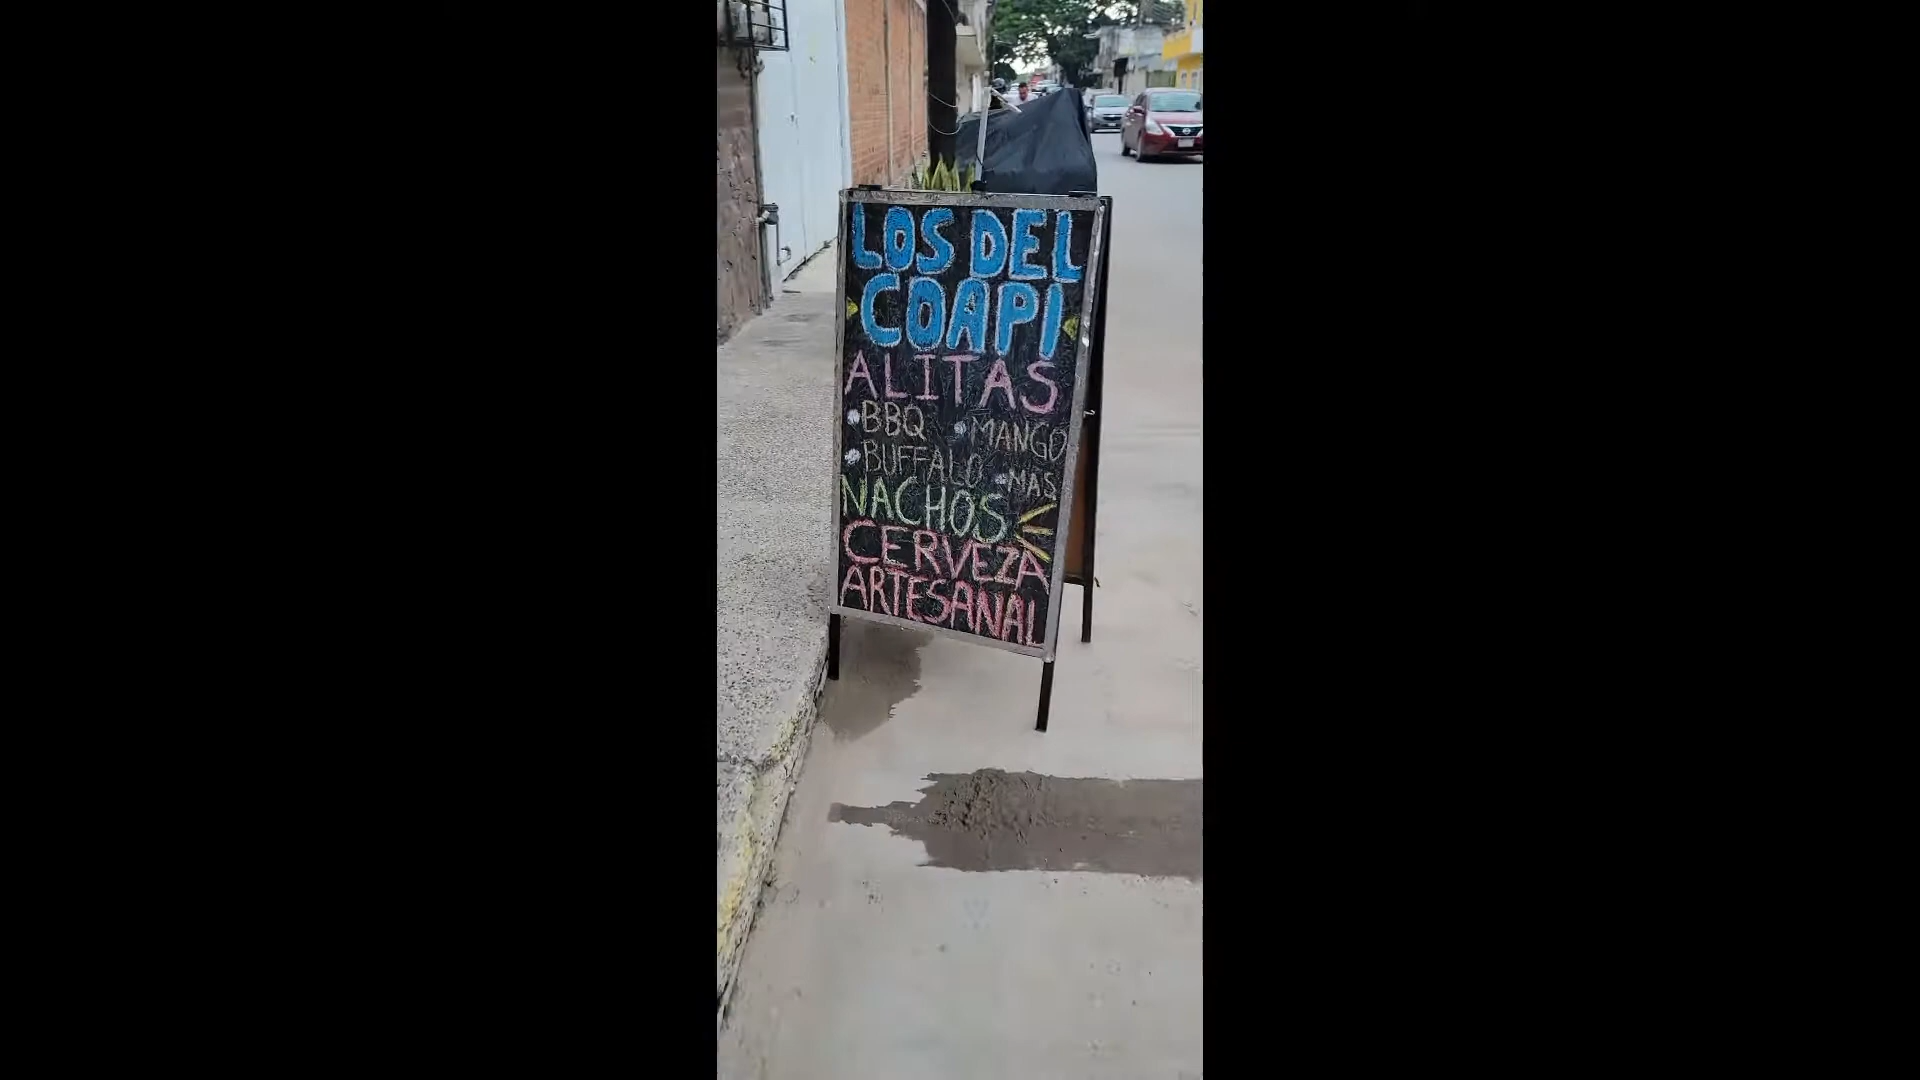 LOS DEL
COAPI
ALITAS
BBQ MANGO
BUFFALO MAS
NACHOS
CERVEZA
ARTESANAL